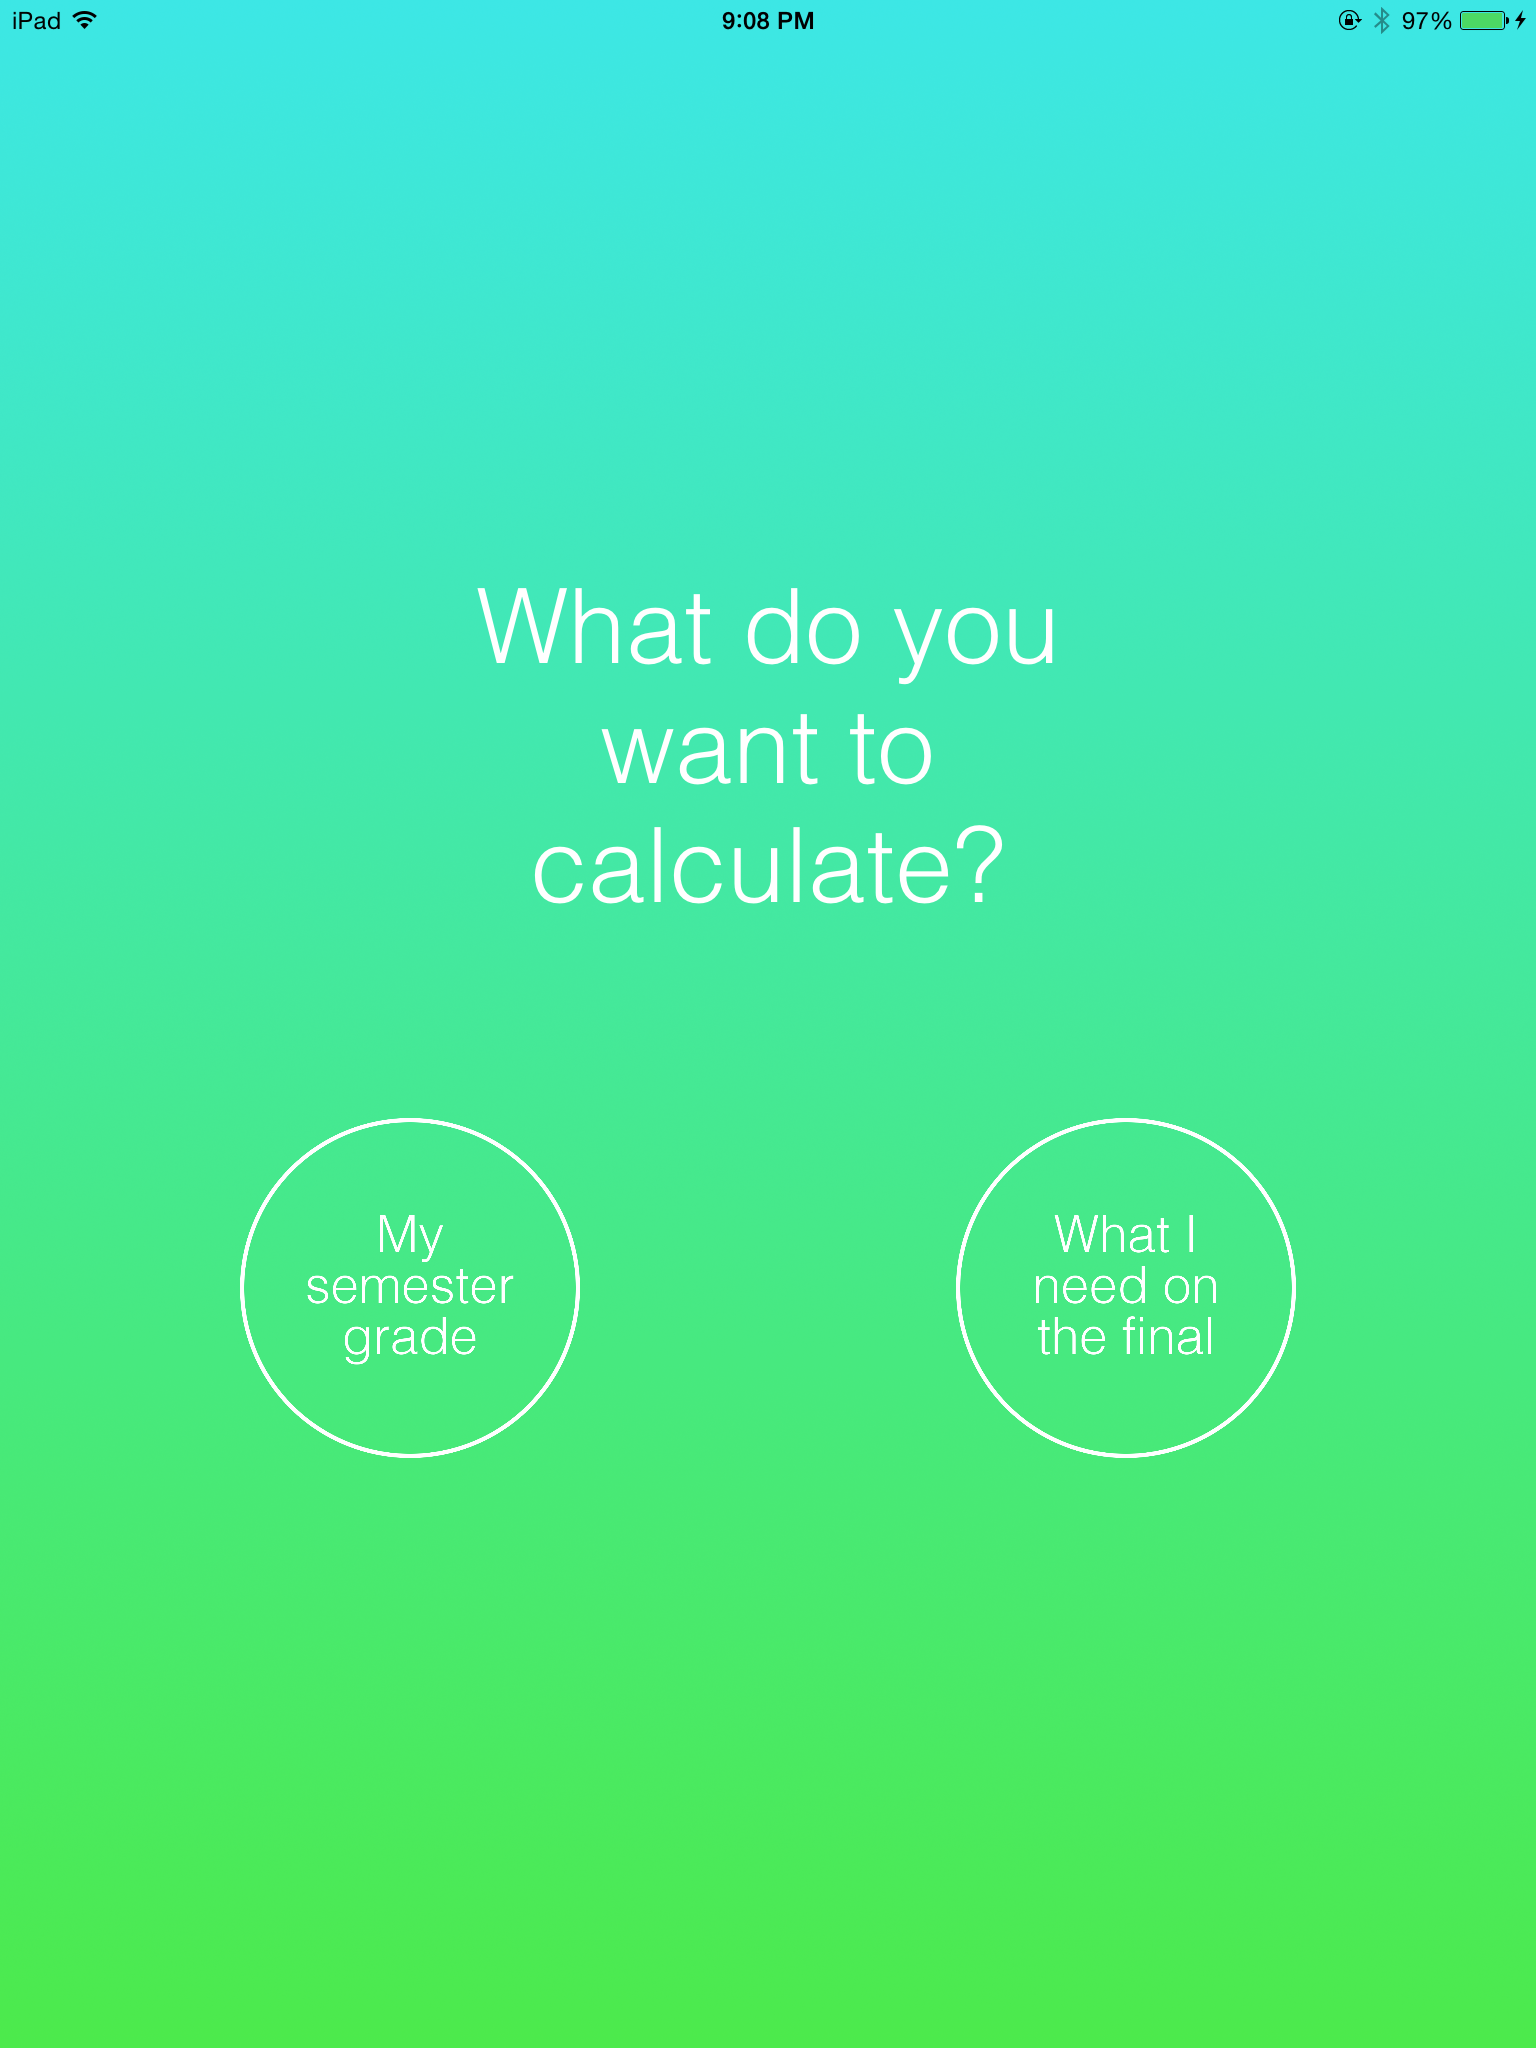 iPad 9:08 PM 97%
What do you
want to
calculate?
My
semester
grade
What I
need on
the final